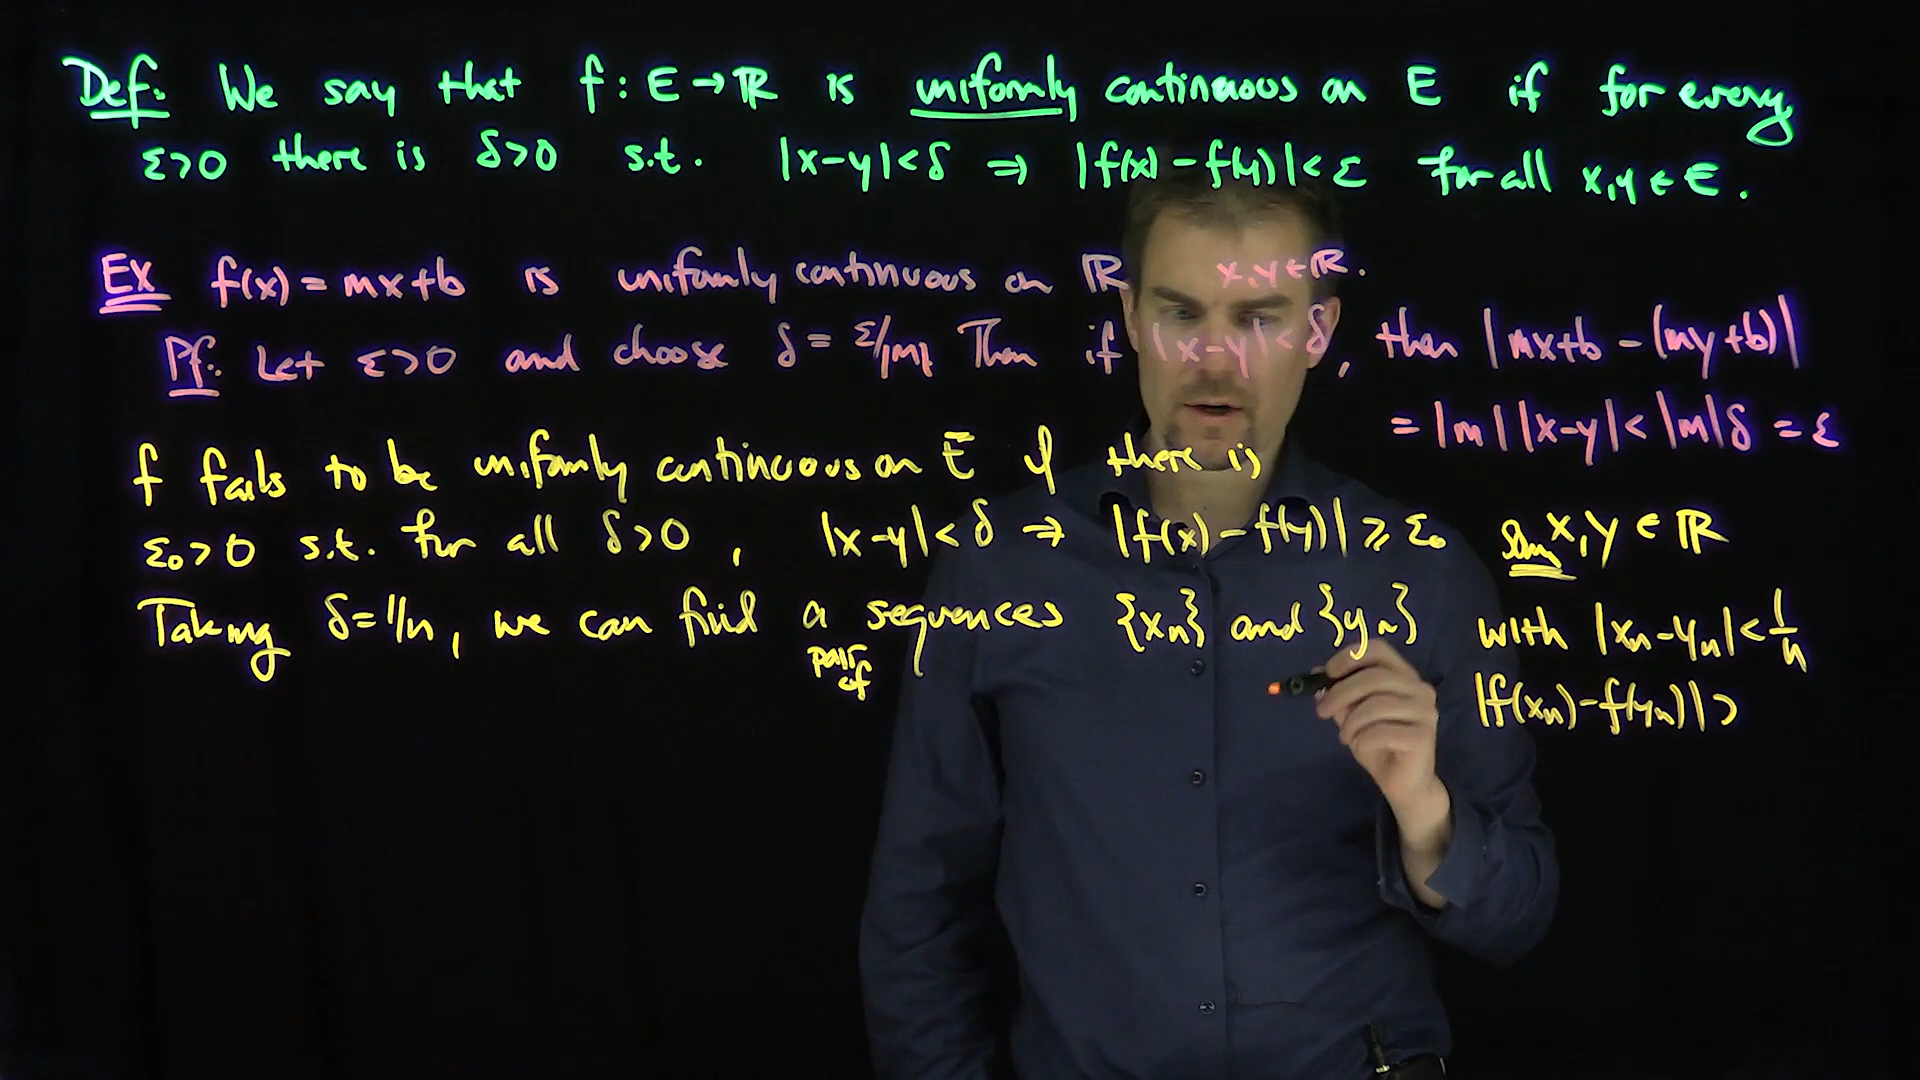 Def: We say that f: E → ℝ is uniformly continuous on E if for every
ε>0 there is δ>0 s.t. |x-y|<δ ⇒ |f(x)-f(y)|<ε for all x,y ∈ E.
Ex f(x) = mx+b is uniformly continuous on ℝ x,y ∈ ℝ.
Pf: Let ε>0 and choose δ = ε/|m|. Then if |x-y|<δ, then |mx+b - (my+b)|
= |m||x-y| < |m|δ = ε
f fails to be uniformly continuous on E if there is
ε₀>0 s.t. for all δ>0, |x-y|<δ ⇒ |f(x)-f(y)| ≥ ε₀ some x,y ∈ ℝ
Taking δ=1/n, we can find a pair of sequences {xₙ} and {yₙ} with |xₙ-yₙ|<1/n
|f(xₙ)-f(yₙ)| >